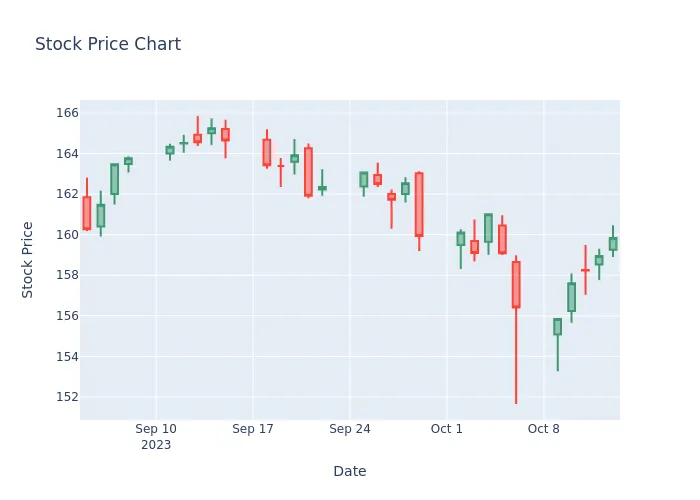 Stock Price Chart
166
164
162
160
158
156
154
152
Stock Price
Sep 10
2023
Sep 17
Sep 24
Oct 1
Oct 8
Date